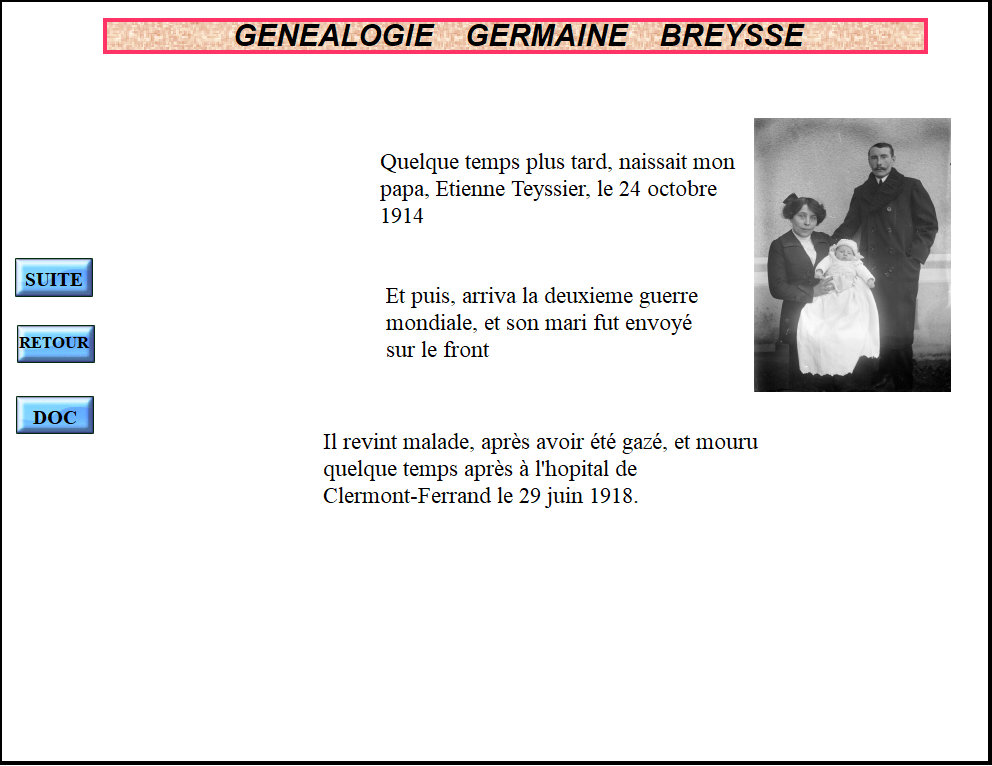 GENEALOGIE GERMAINE BREYSSE
Quelque temps plus tard, naissait mon
papa, Etienne Teyssier, le 24 octobre
1914
Et puis, arriva la deuxieme guerre
mondiale, et son mari fut envoyé
sur le front
Il revint malade, après avoir été gazé, et mouru
quelque temps après à l'hopital de
Clermont-Ferrand le 29 juin 1918.
SUITE
RETOUR
DOC